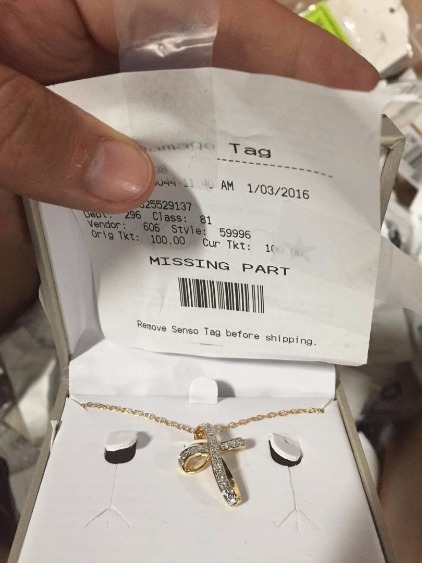 Tag
AM 1/03/2016
Dept: 296 Class: 81
Vendor: 606 Style: 59996
Orig Tkt: 100.00 Cur Tkt:
MISSING PART
Remove Senso Tag before shipping.